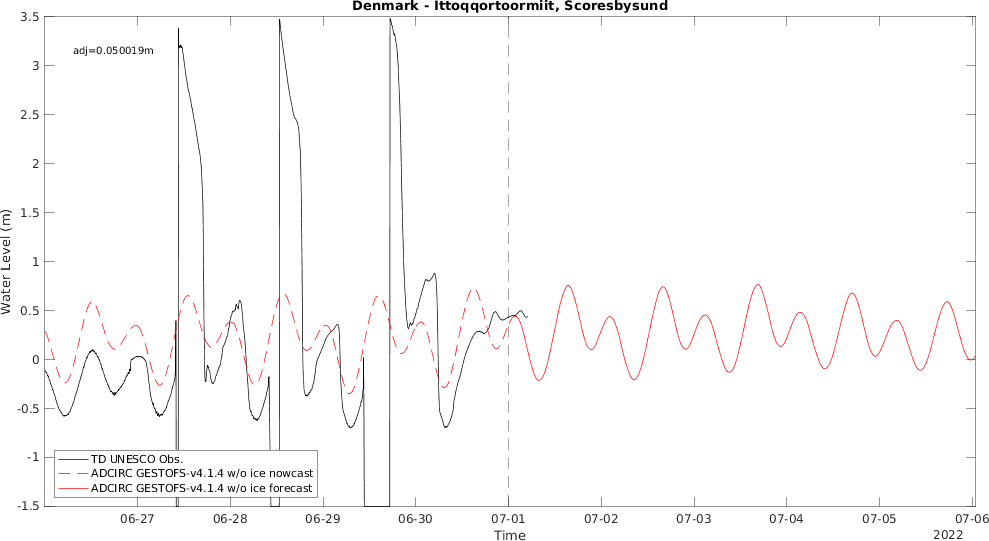 Denmark - Ittoqqortoormiit, Scoresbysund
adj=0.050019m
3.5
3
2.5
2
1.5
1
0.5
0
-0.5
-1
-1.5
Water Level (m)
TD UNESCO Obs.
ADCIRC GESTOFS-v4.1.4 w/o ice nowcast
ADCIRC GESTOFS-v4.1.4 w/o ice forecast
06-27 06-28 06-29 06-30 07-01 07-02 07-03 07-04 07-05 07-06
Time
2022